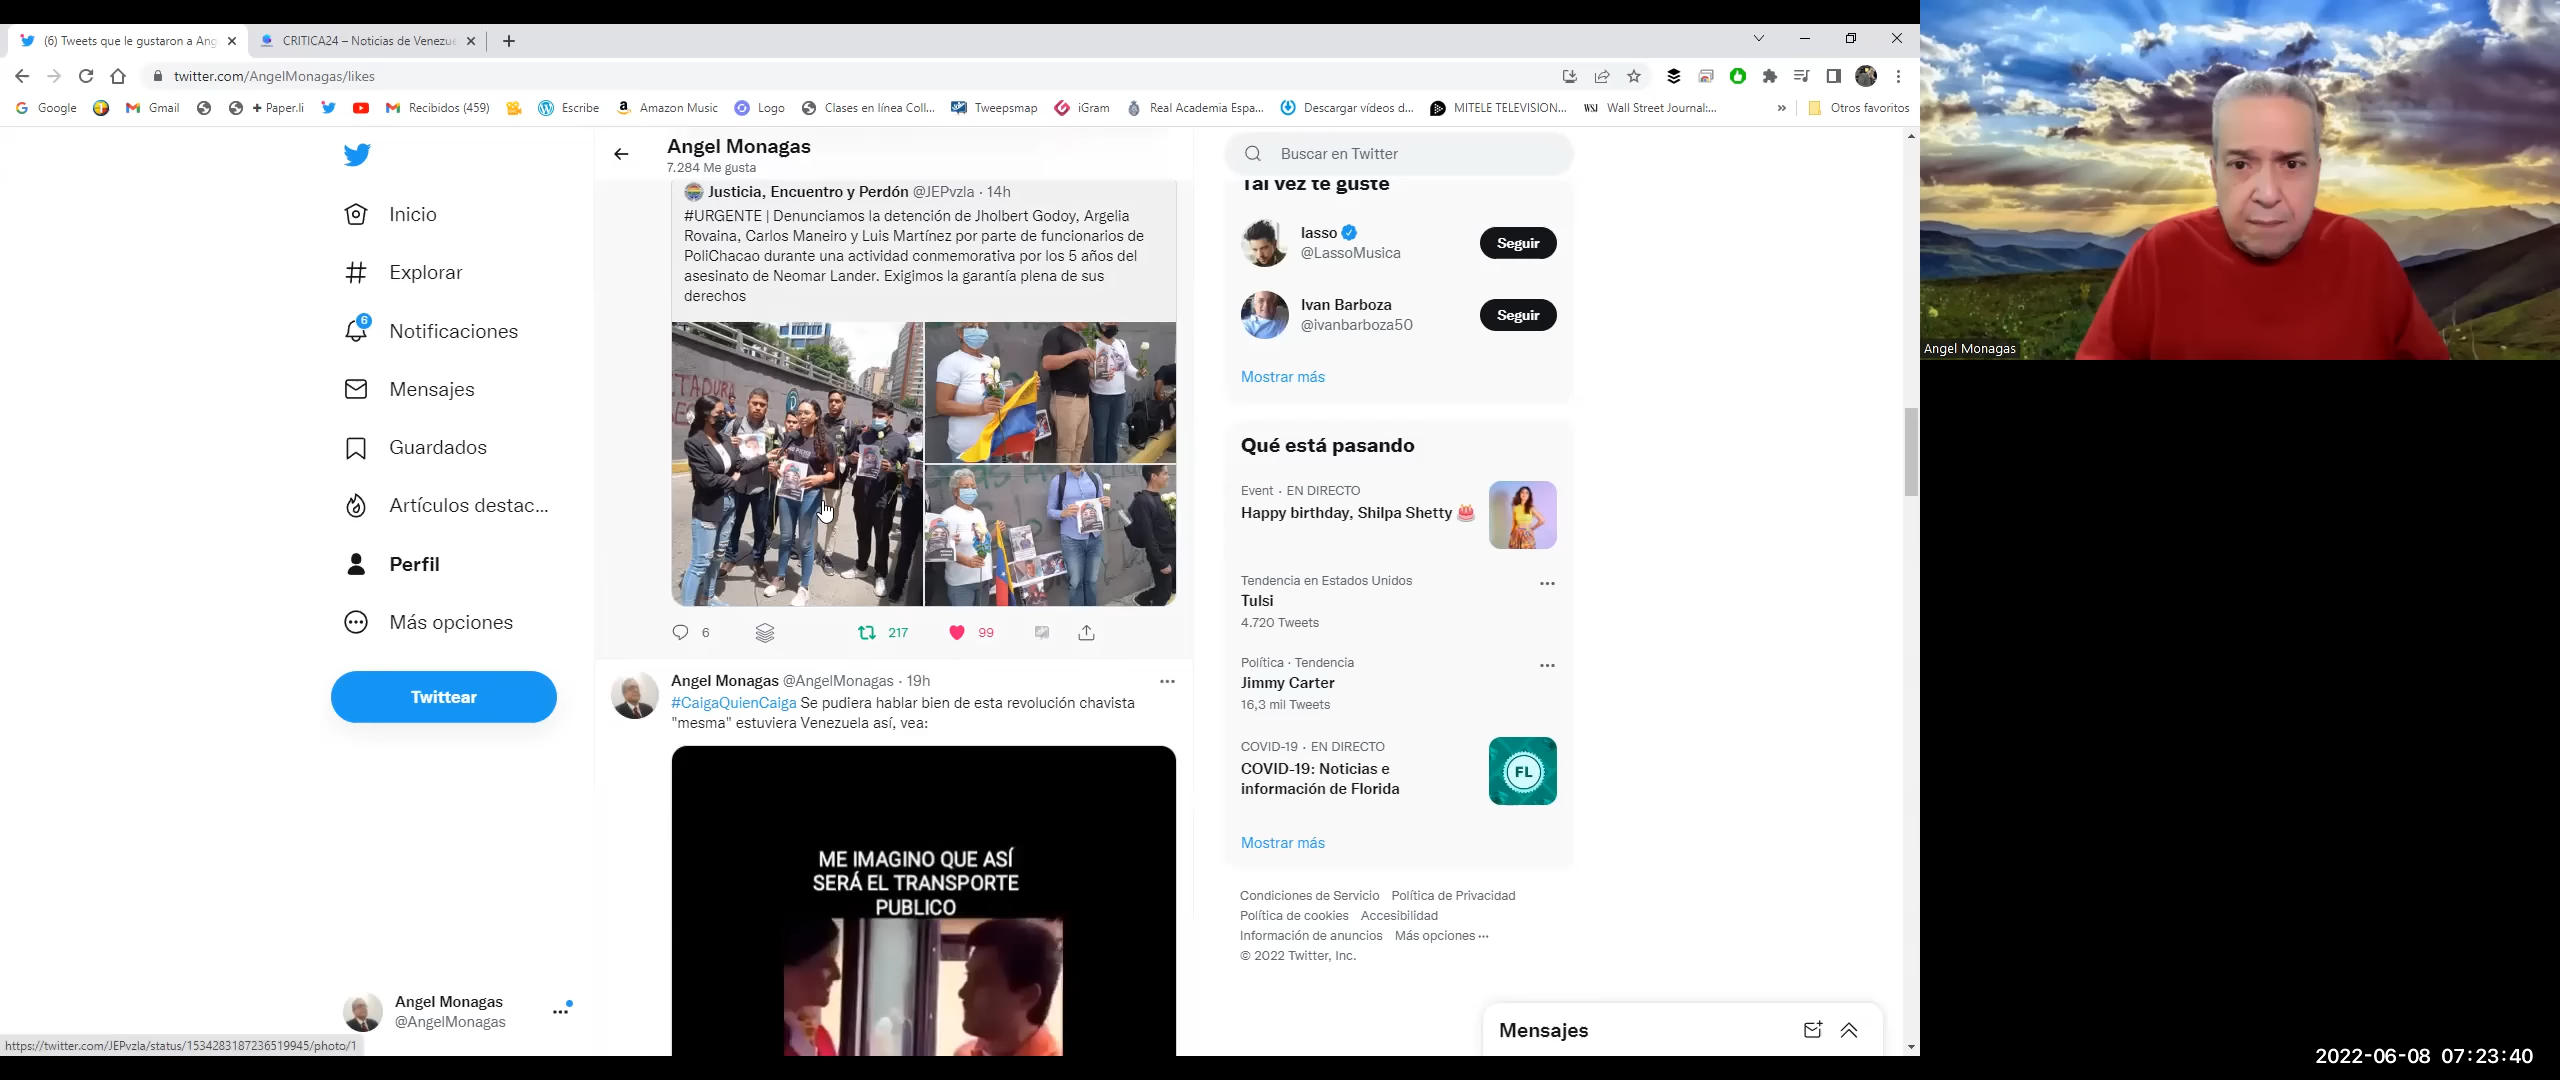 (6) Tweets que le gustaron a Ang
CRITICA24 – Noticias de Venezue
twitter.com/AngelMonagas/likes
Google
Gmail
+ Paper.li
Recibidos (459)
Escribe
Amazon Music
Logo
Clases en línea Coll...
Tweepsmap
iGram
Real Academia Espa...
Descargar vídeos d...
MITELE TELEVISION...
WSJ Wall Street Journal:...
»
Otros favoritos
Inicio
Explorar
6
Notificaciones
Mensajes
Guardados
Artículos destac...
Perfil
Más opciones
Twittear
Angel Monagas
@AngelMonagas
https://twitter.com/JEPvzla/status/1534283187236519945/photo/1
Angel Monagas
7.284 Me gusta
Justicia, Encuentro y Perdón @JEPvzla · 14h
#URGENTE | Denunciamos la detención de Jholbert Godoy, Argelia
Rovaina, Carlos Maneiro y Luis Martínez por parte de funcionarios de
PoliChacao durante una actividad conmemorativa por los 5 años del
asesinato de Neomar Lander. Exigimos la garantía plena de sus
derechos
TADURA
6
217
99
Angel Monagas @AngelMonagas · 19h
#CaigaQuienCaiga Se pudiera hablar bien de esta revolución chavista
"mesma" estuviera Venezuela así, vea:
ME IMAGINO QUE ASÍ
SERÁ EL TRANSPORTE
PUBLICO
Buscar en Twitter
Tal vez te guste
lasso
@LassoMusica
Seguir
Ivan Barboza
@ivanbarboza50
Seguir
Mostrar más
Qué está pasando
Event · EN DIRECTO
Happy birthday, Shilpa Shetty 🎂
Tendencia en Estados Unidos
Tulsi
4.720 Tweets
Política · Tendencia
Jimmy Carter
16,3 mil Tweets
COVID-19 · EN DIRECTO
COVID-19: Noticias e
información de Florida
FL
Mostrar más
Condiciones de Servicio Política de Privacidad
Política de cookies Accesibilidad
Información de anuncios Más opciones ···
© 2022 Twitter, Inc.
Mensajes
Angel Monagas
2022-06-08 07:23:40